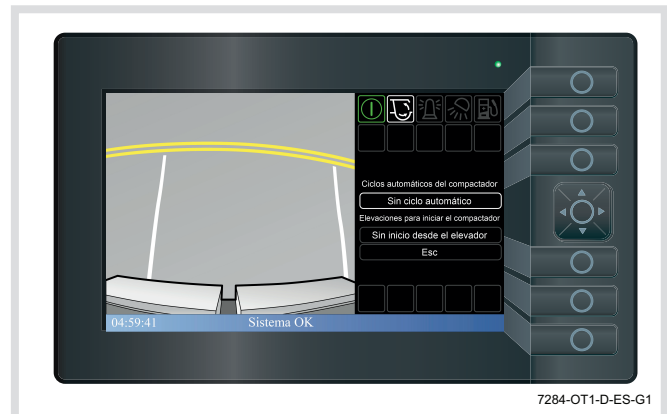 Ciclos automáticos del compactador
Sin ciclo automático
Elevaciones para iniciar el compactador
Sin inicio desde el elevador
Esc
04:59:41 Sistema OK
7284-OT1-D-ES-G1